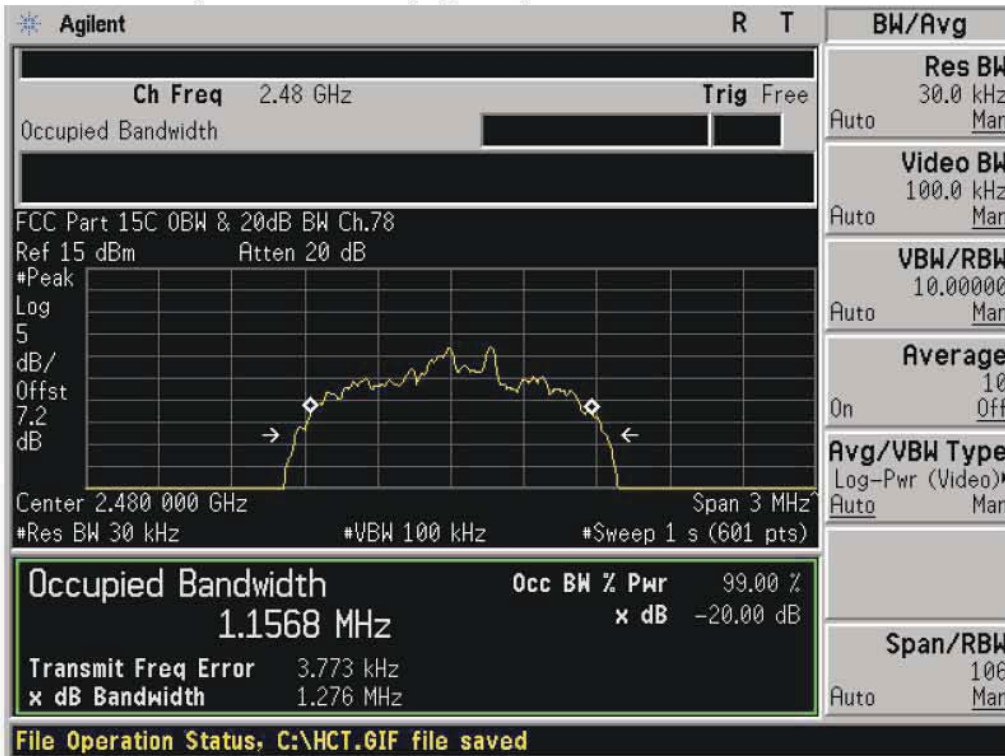 Agilent R T
BW/Avg
Ch Freq 2.48 GHz Trig Free
Occupied Bandwidth
FCC Part 15C OBW & 20dB BW Ch.78
Ref 15 dBm Atten 20 dB
#Peak
Log
5
dB/
Offst
7.2
dB
Center 2.480 000 GHz Span 3 MHz^
#Res BW 30 kHz #VBW 100 kHz #Sweep 1 s (601 pts)
Occupied Bandwidth
1.1568 MHz
Occ BW % Pwr 99.00 %
x dB -20.00 dB
Transmit Freq Error 3.773 kHz
x dB Bandwidth 1.276 MHz
File Operation Status, C:\HCT.GIF file saved
Res BW
30.0 kHz
Auto Man
Video BW
100.0 kHz
Auto Man
VBW/RBW
10.00000
Auto Man
Average
10
On Off
Avg/VBW Type
Log-Pwr (Video)
Auto Man
Span/RBW
106
Auto Man